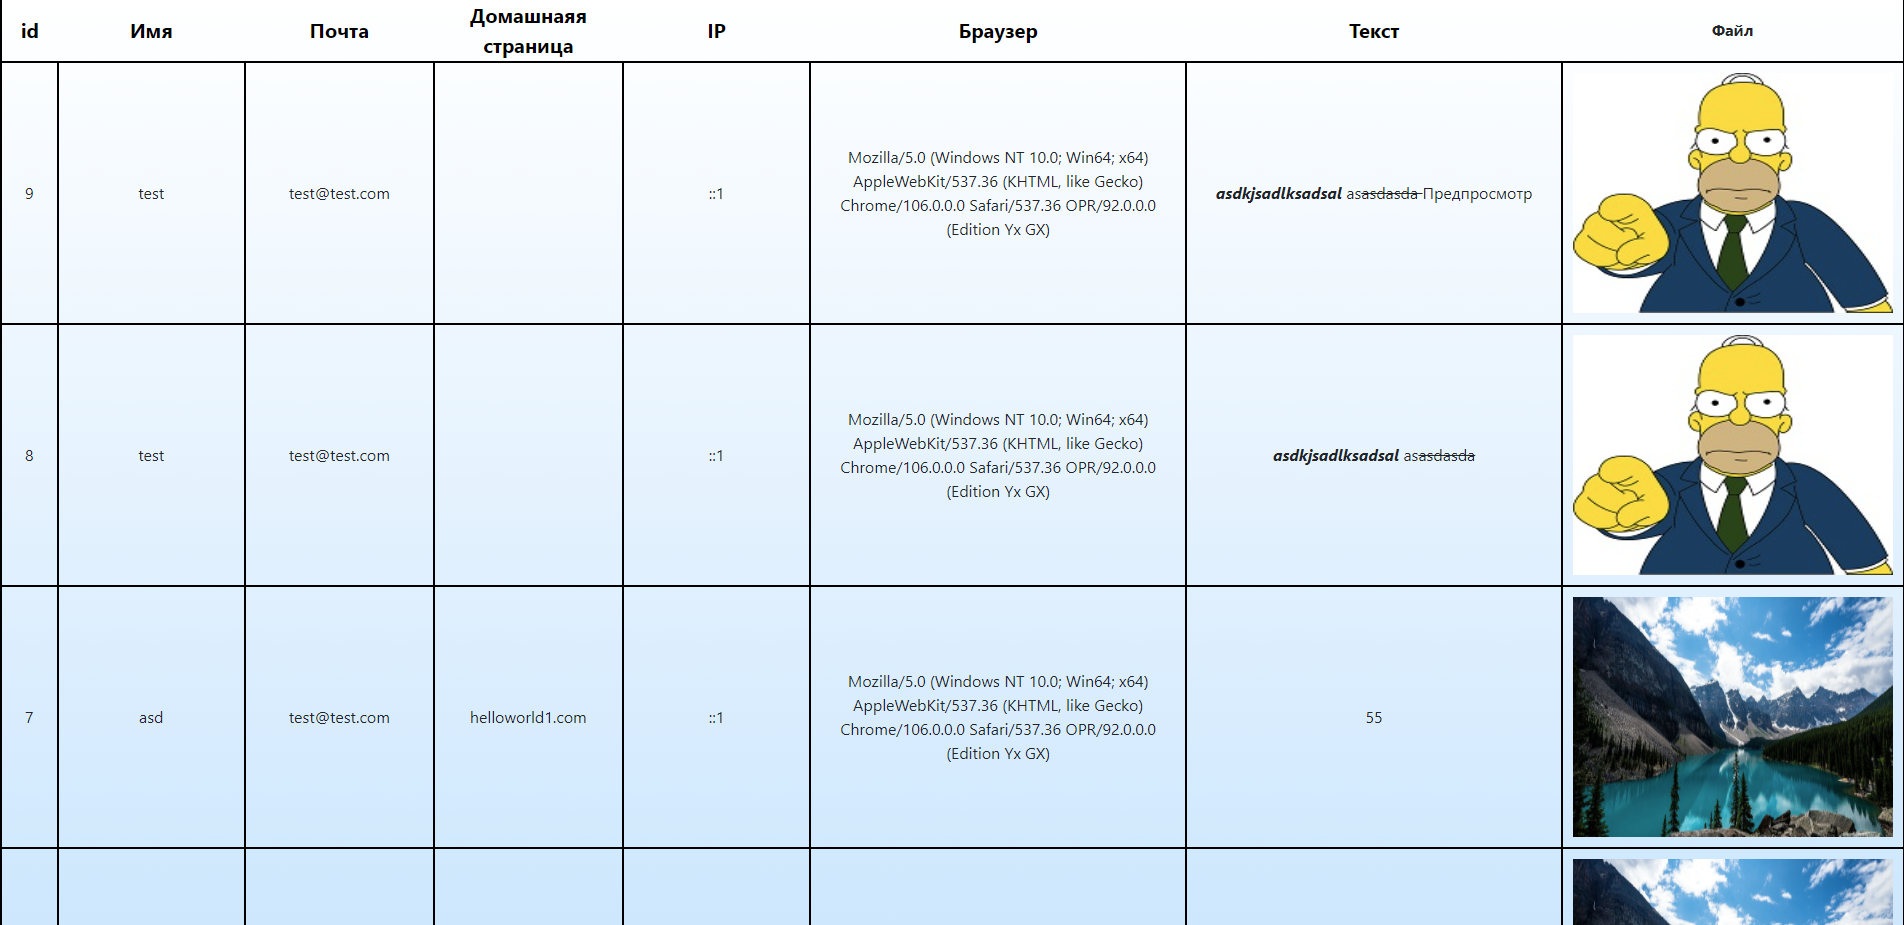 id Имя Почта Домашнаяя страница IP Браузер Текст Файл
9 test test@test.com ::1 Mozilla/5.0 (Windows NT 10.0; Win64; x64)
AppleWebKit/537.36 (KHTML, like Gecko)
Chrome/106.0.0.0 Safari/537.36 OPR/92.0.0.0
(Edition Yx GX)
asdkjsadlksadsal asasdasda Предпросмотр
8 test test@test.com ::1 Mozilla/5.0 (Windows NT 10.0; Win64; x64)
AppleWebKit/537.36 (KHTML, like Gecko)
Chrome/106.0.0.0 Safari/537.36 OPR/92.0.0.0
(Edition Yx GX)
asdkjsadlksadsal asasdasda
7 asd test@test.com helloworld1.com ::1 Mozilla/5.0 (Windows NT 10.0; Win64; x64)
AppleWebKit/537.36 (KHTML, like Gecko)
Chrome/106.0.0.0 Safari/537.36 OPR/92.0.0.0
(Edition Yx GX)
55